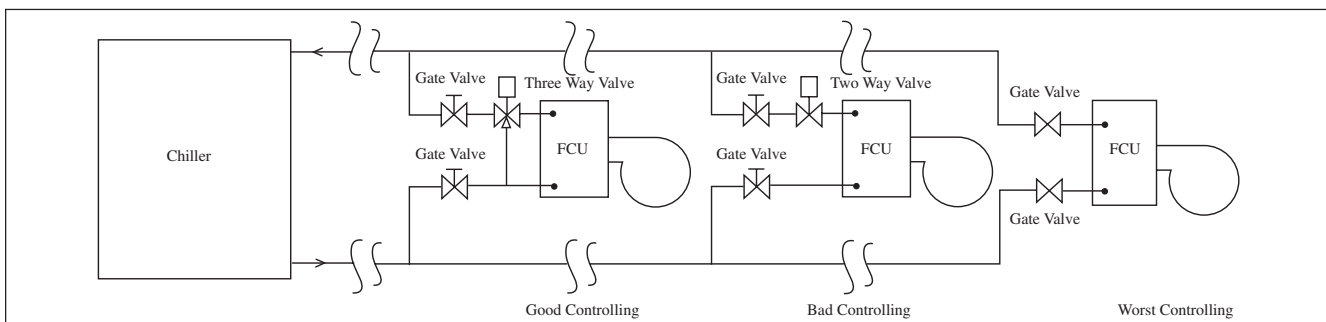 Gate Valve
Three Way Valve
Gate Valve
Two Way Valve
Gate Valve
Chiller
Gate Valve
FCU
Gate Valve
FCU
FCU
Gate Valve
Good Controlling
Bad Controlling
Worst Controlling